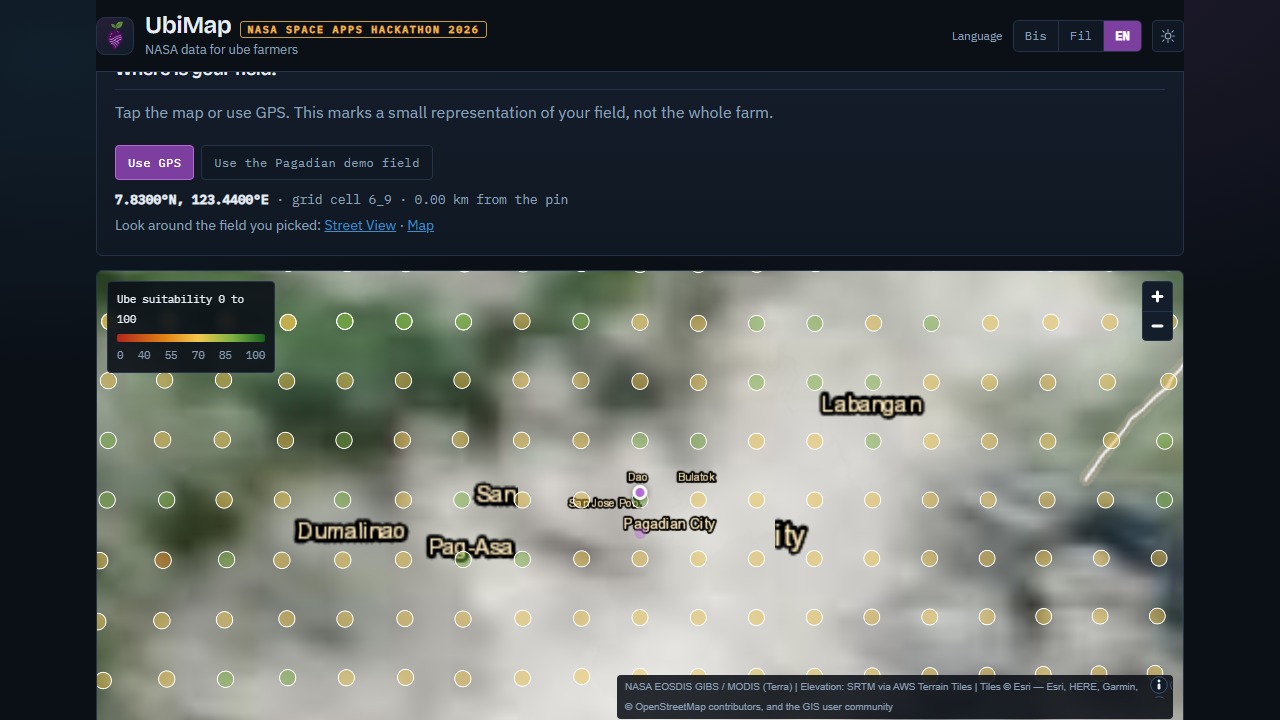 UbiMap NASA SPACE APPS HACKATHON 2026
NASA data for ube farmers
Language Bis Fil EN
Where is your field?
Tap the map or use GPS. This marks a small representation of your field, not the whole farm.
Use GPS Use the Pagadian demo field
7.8300°N, 123.4400°E · grid cell 6_9 · 0.00 km from the pin
Look around the field you picked: Street View · Map
Ube suitability 0 to
100
0 40 55 70 85 100
+
−
Labangan
Dao Bulatok
San
San Jose
Pagadian City
Dumalinao
Pag-Asa
ity
NASA EOSDIS GIBS / MODIS (Terra) | Elevation: SRTM via AWS Terrain Tiles | Tiles © Esri — Esri, HERE, Garmin,
© OpenStreetMap contributors, and the GIS user community